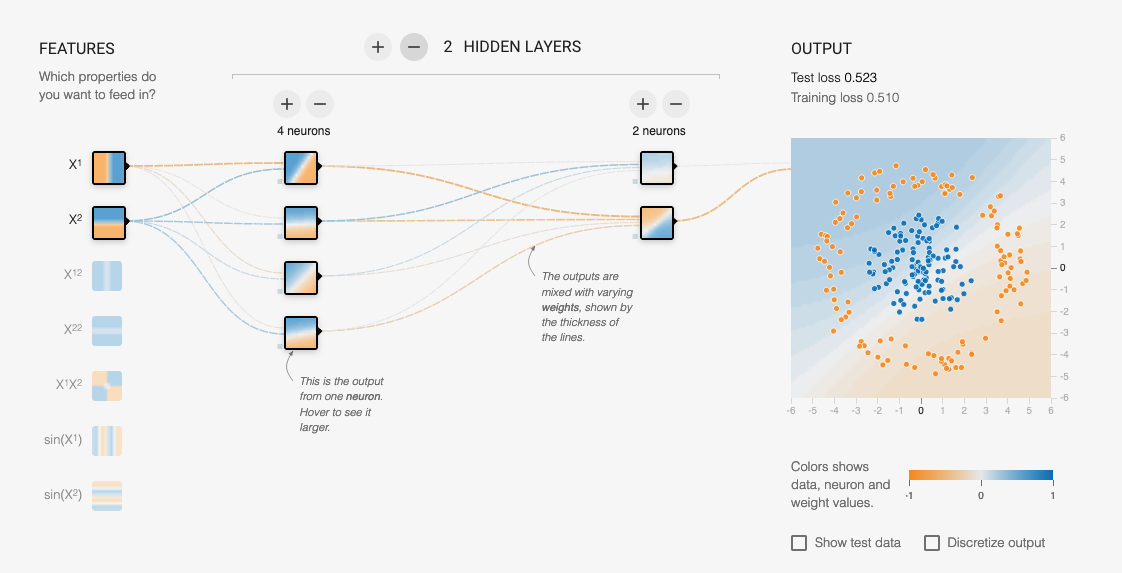 FEATURES
Which properties do
you want to feed in?
+ − 2 HIDDEN LAYERS
+ −
4 neurons
+ −
2 neurons
X1
X2
X12
X22
X1X2
sin(X1)
sin(X2)
This is the output
from one neuron.
Hover to see it
larger.
The outputs are
mixed with varying
weights, shown by
the thickness of
the lines.
OUTPUT
Test loss 0.523
Training loss 0.510
6
5
4
3
2
1
0
-1
-2
-3
-4
-5
-6
-6 -5 -4 -3 -2 -1 0 1 2 3 4 5 6
Colors shows
data, neuron and
weight values.
-1 0 1
Show test data
Discretize output